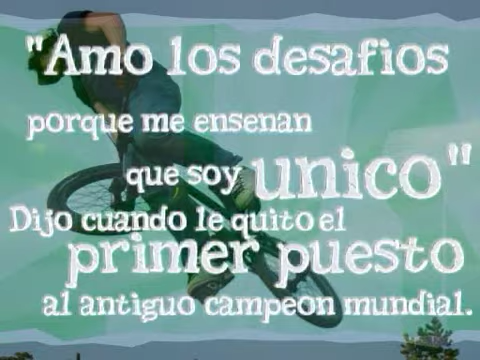 "Amo los desafios
porque me ensenan
que soy unico"
Dijo cuando le quito el
primer puesto
al antiguo campeon mundial.